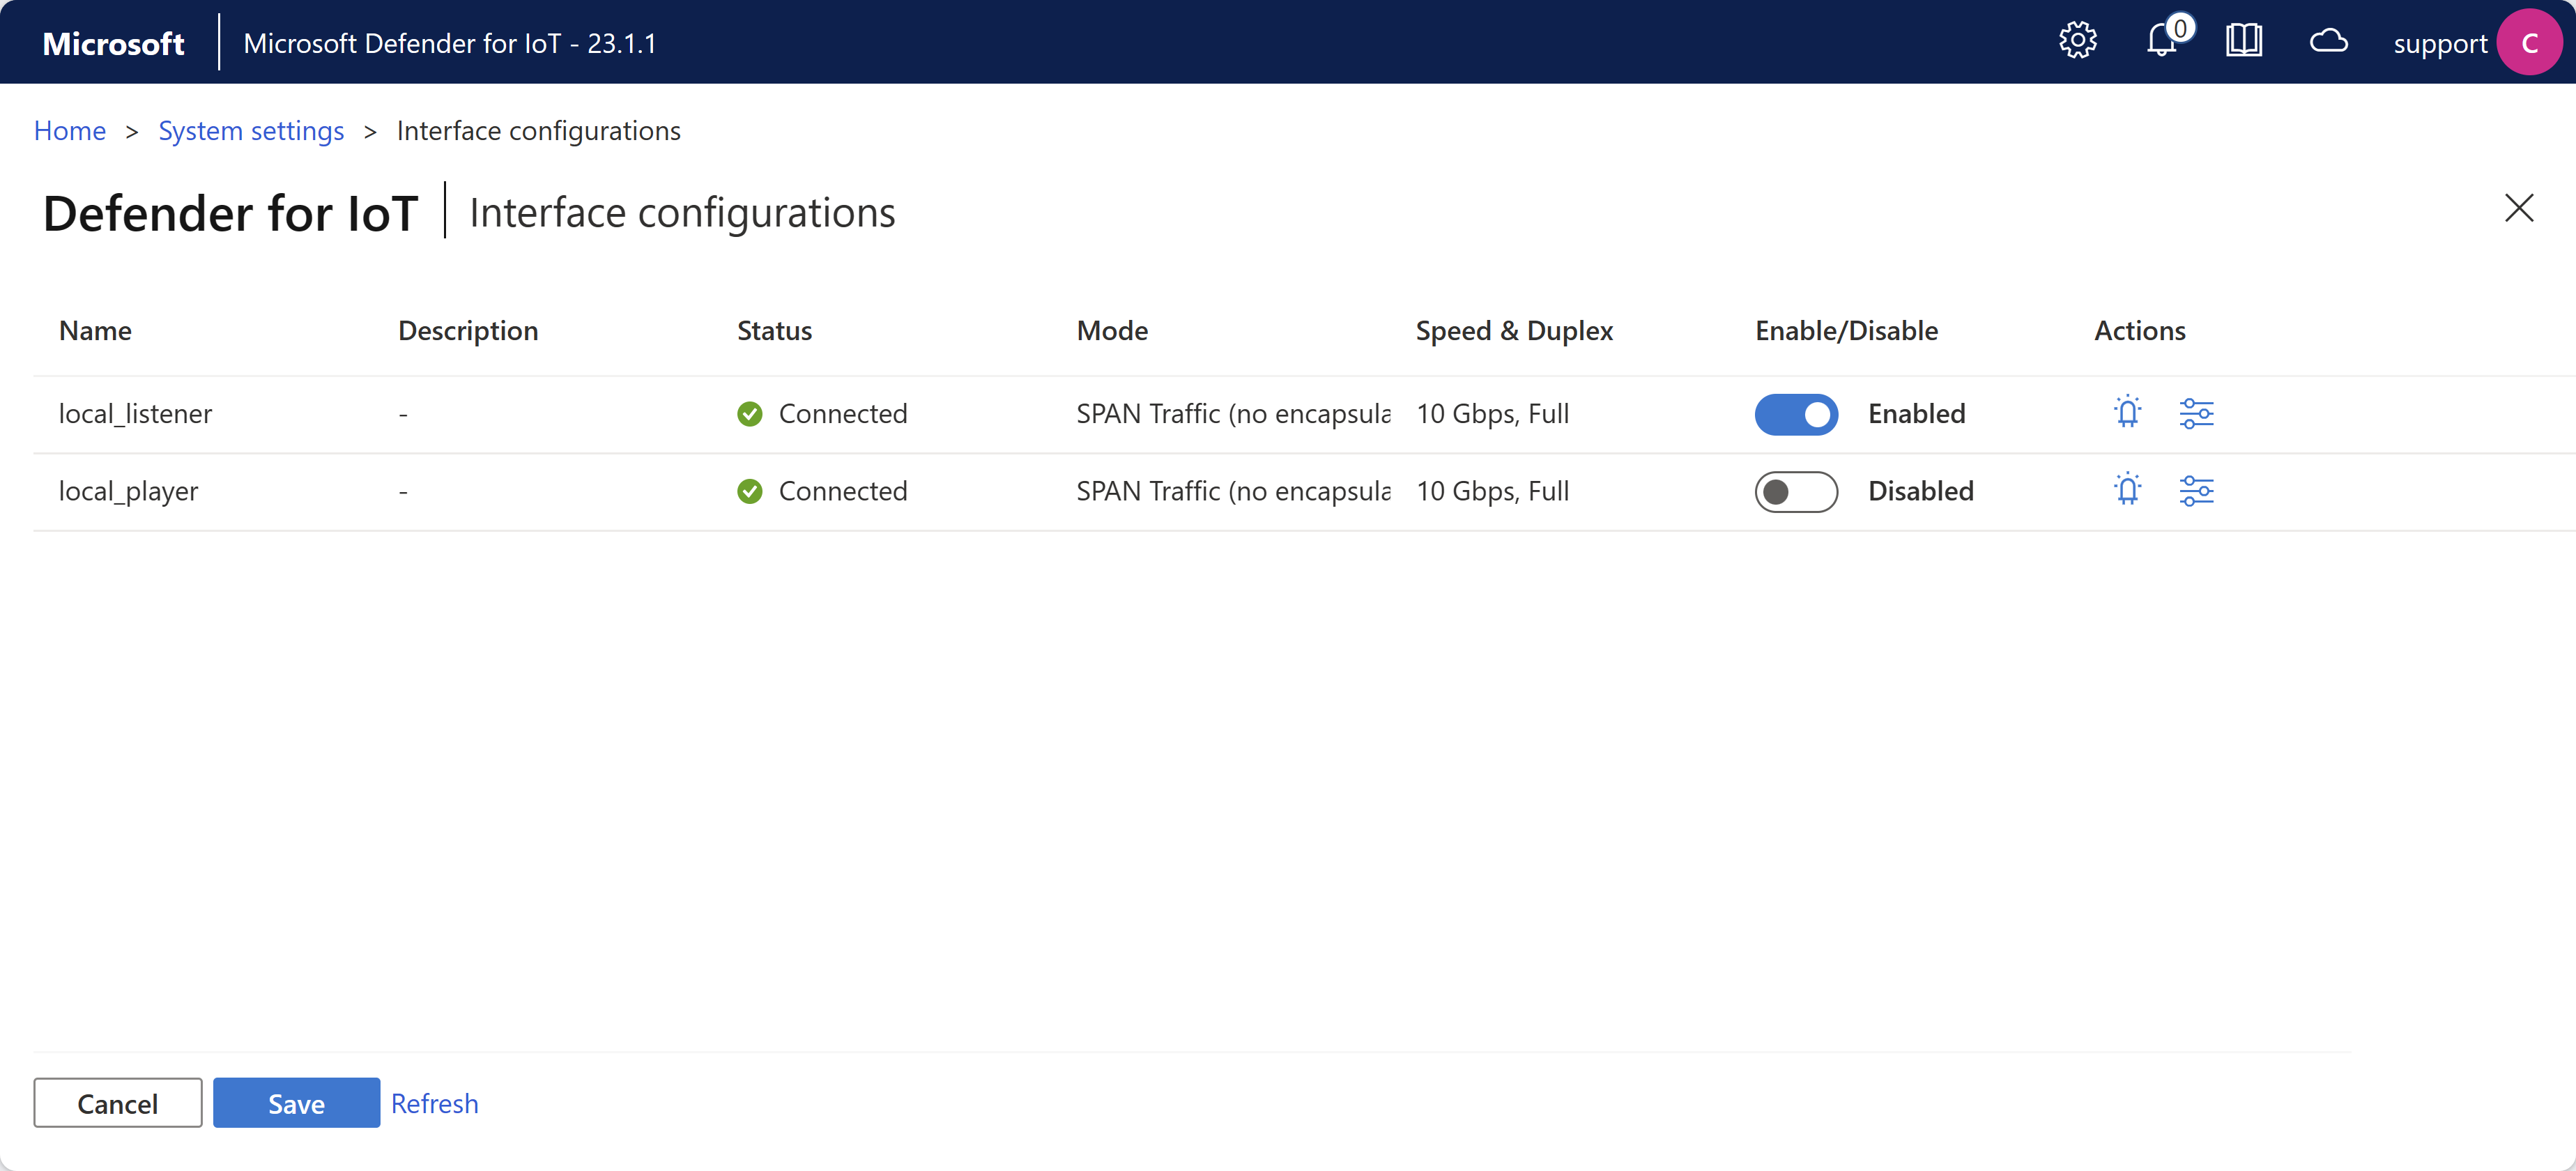 Microsoft Microsoft Defender for IoT - 23.1.1 0 support C
Home > System settings > Interface configurations
Defender for IoT Interface configurations
Name Description Status Mode Speed & Duplex Enable/Disable Actions
local_listener - Connected SPAN Traffic (no encapsula 10 Gbps, Full Enabled
local_player - Connected SPAN Traffic (no encapsula 10 Gbps, Full Disabled
Cancel Save Refresh